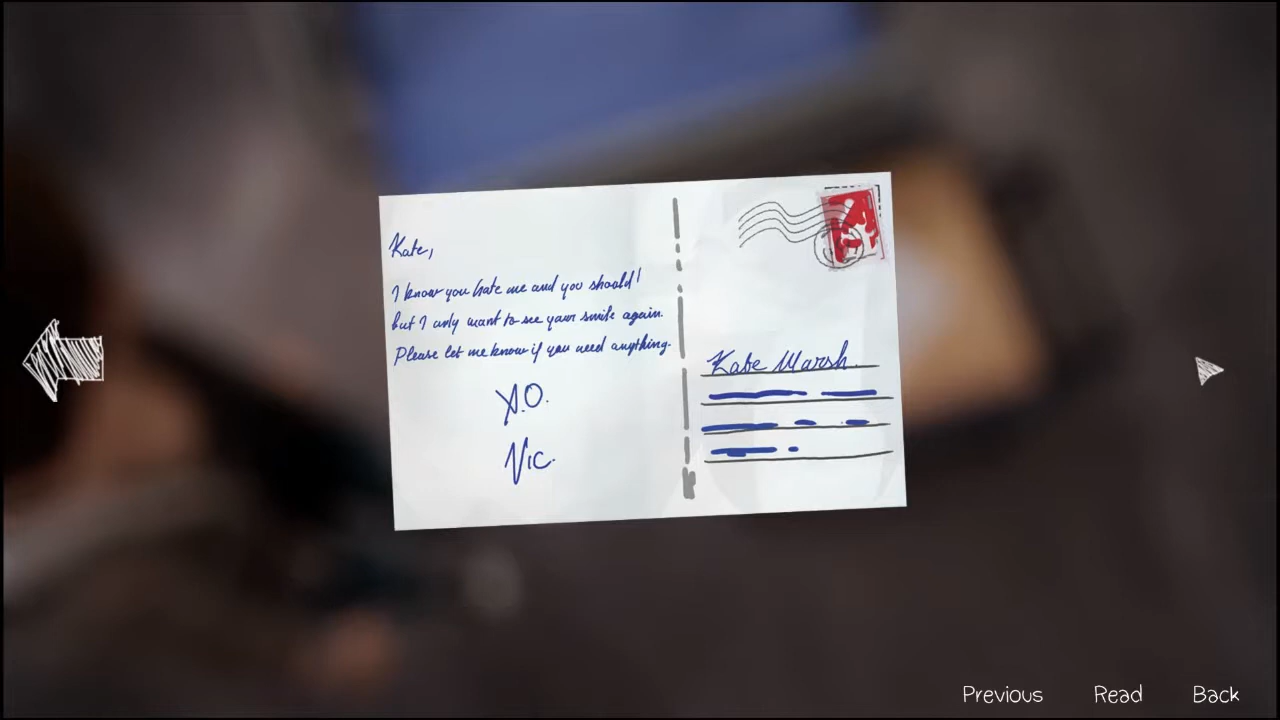 Kate,
I know you hate me and you should!
but I only want to see your smile again.
Please let me know if you need anything.
X.O.
Vic.
Kate Marsh
Previous Read Back